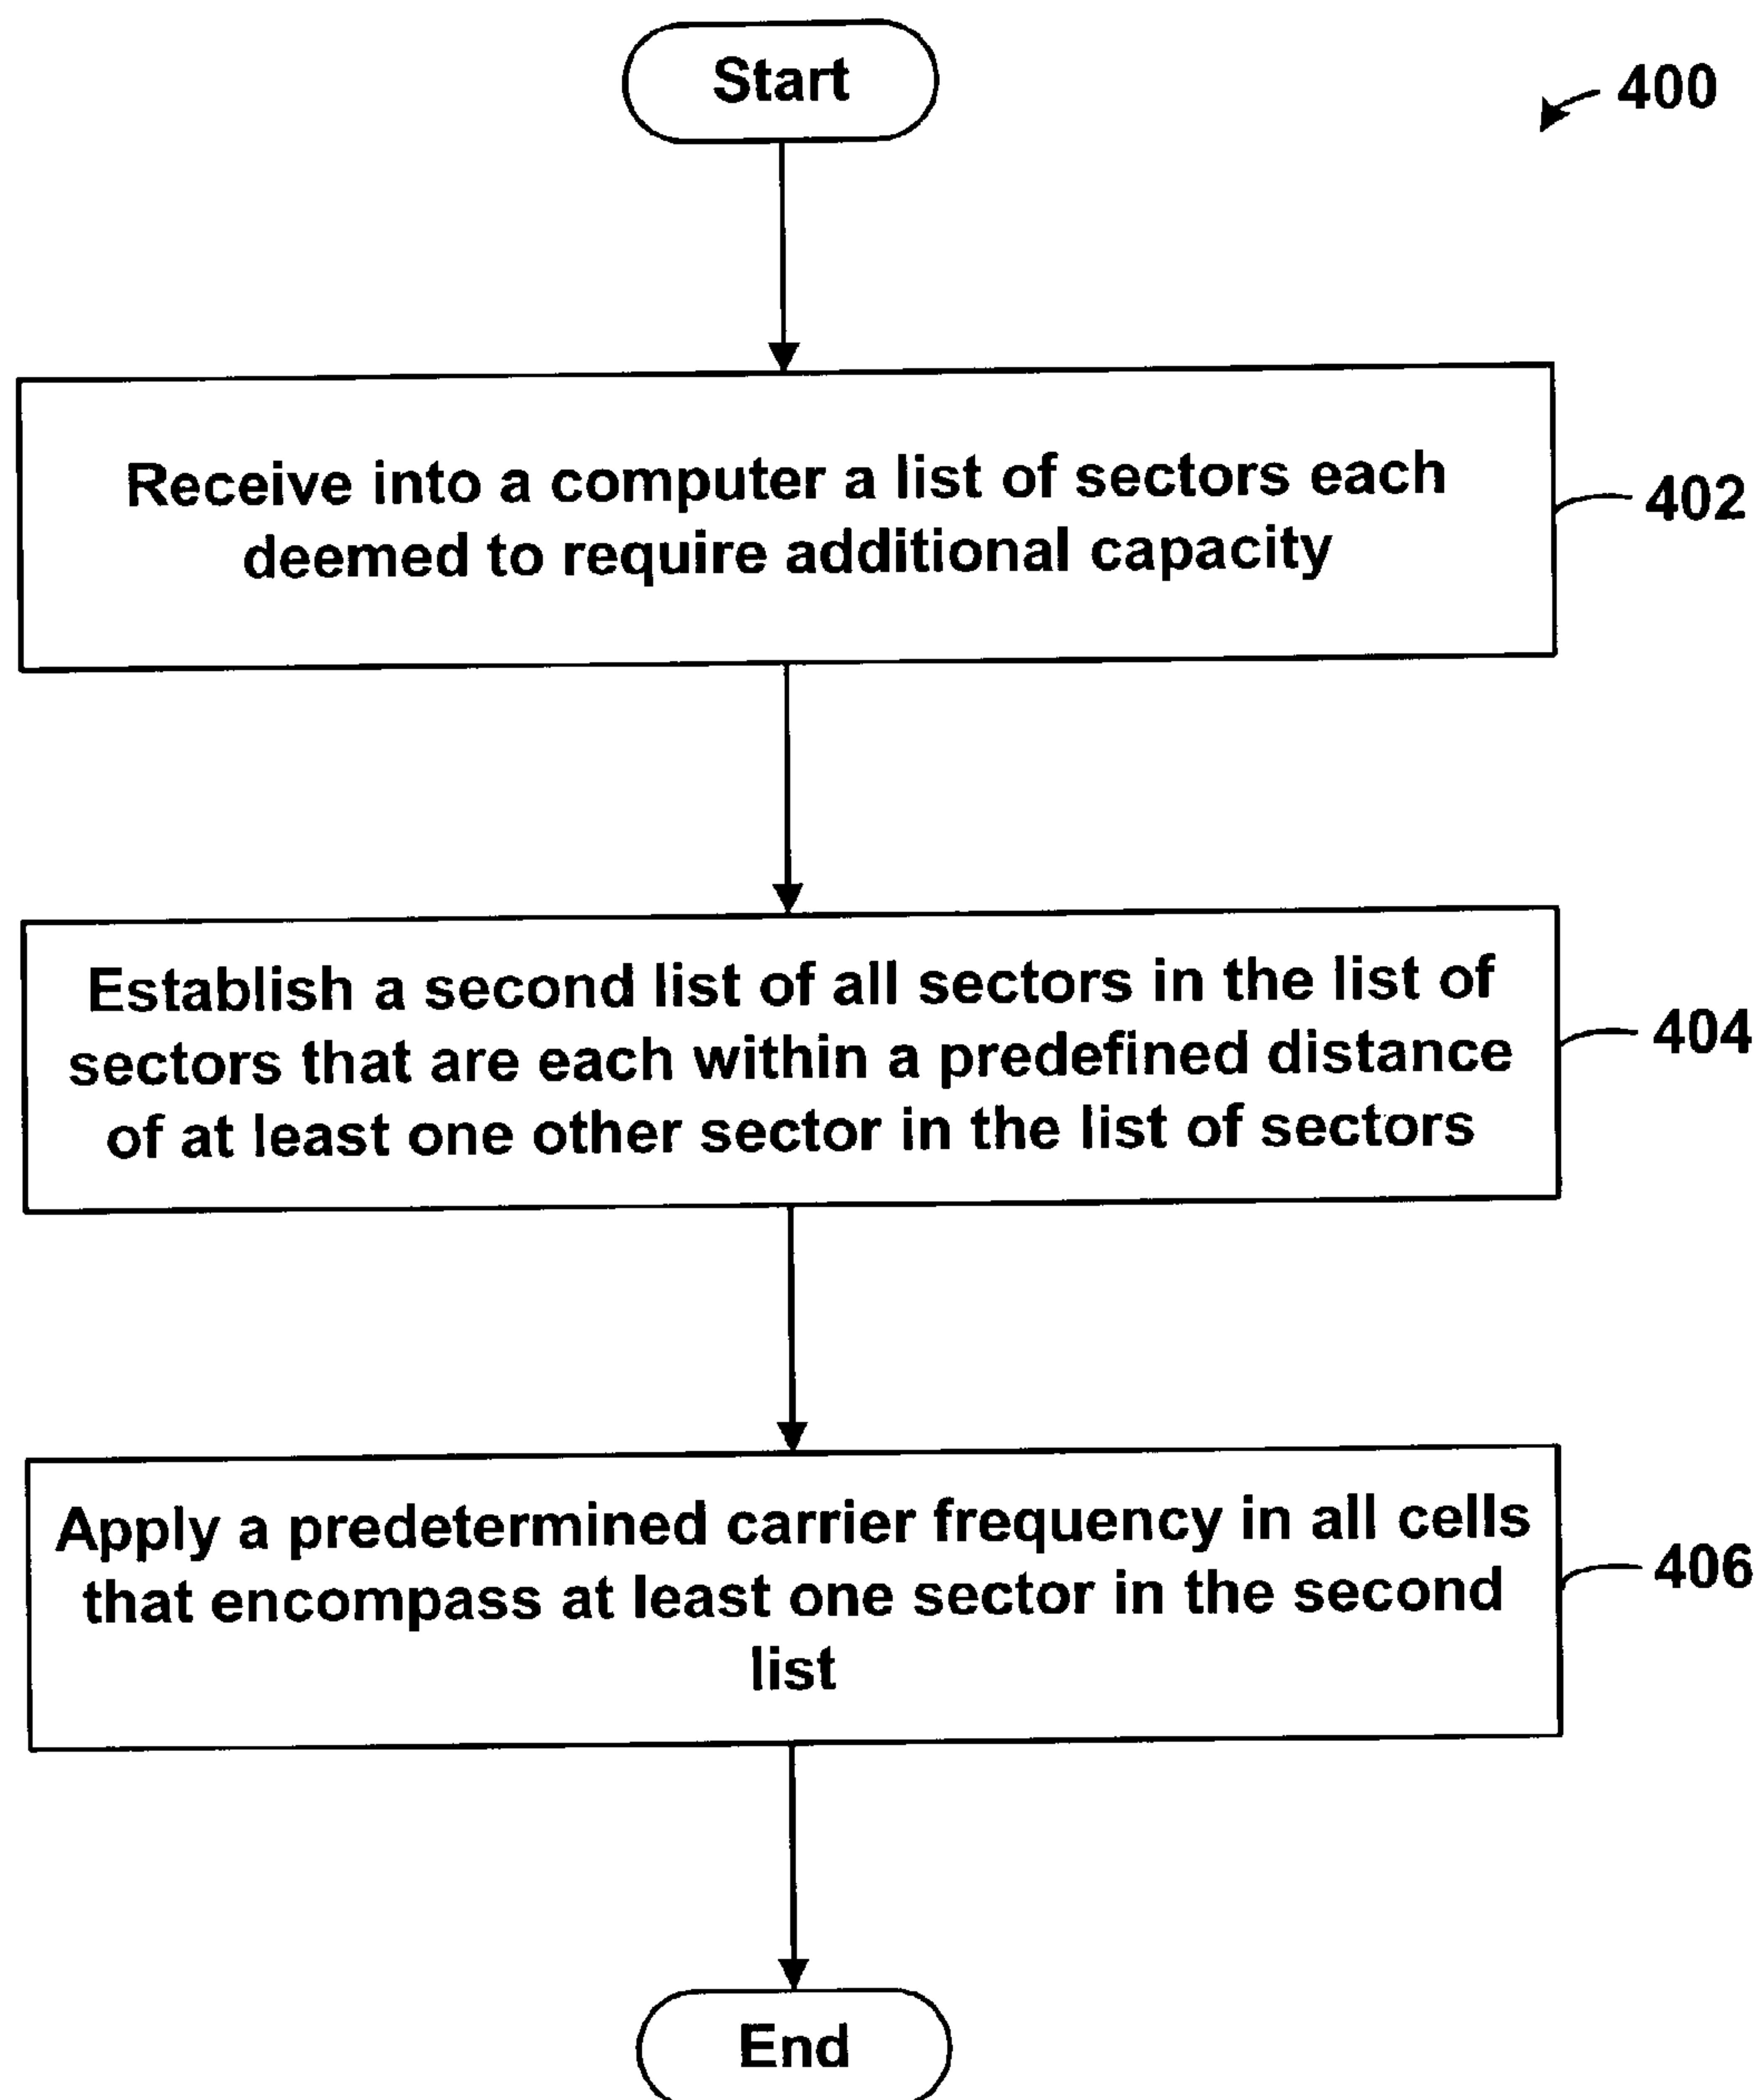 Start
400
Receive into a computer a list of sectors each
deemed to require additional capacity
402
Establish a second list of all sectors in the list of
sectors that are each within a predefined distance
of at least one other sector in the list of sectors
404
Apply a predetermined carrier frequency in all cells
that encompass at least one sector in the second
list
406
End